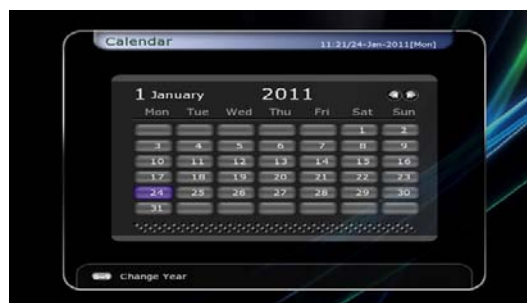 Calendar 11:21/24-Jan-2011[Mon]
1 January 2011
Mon Tue Wed Thu Fri Sat Sun
1 2
3 4 5 6 7 8 9
10 11 12 13 14 15 16
17 18 19 20 21 22 23
24 25 26 27 28 29 30
31
Change Year